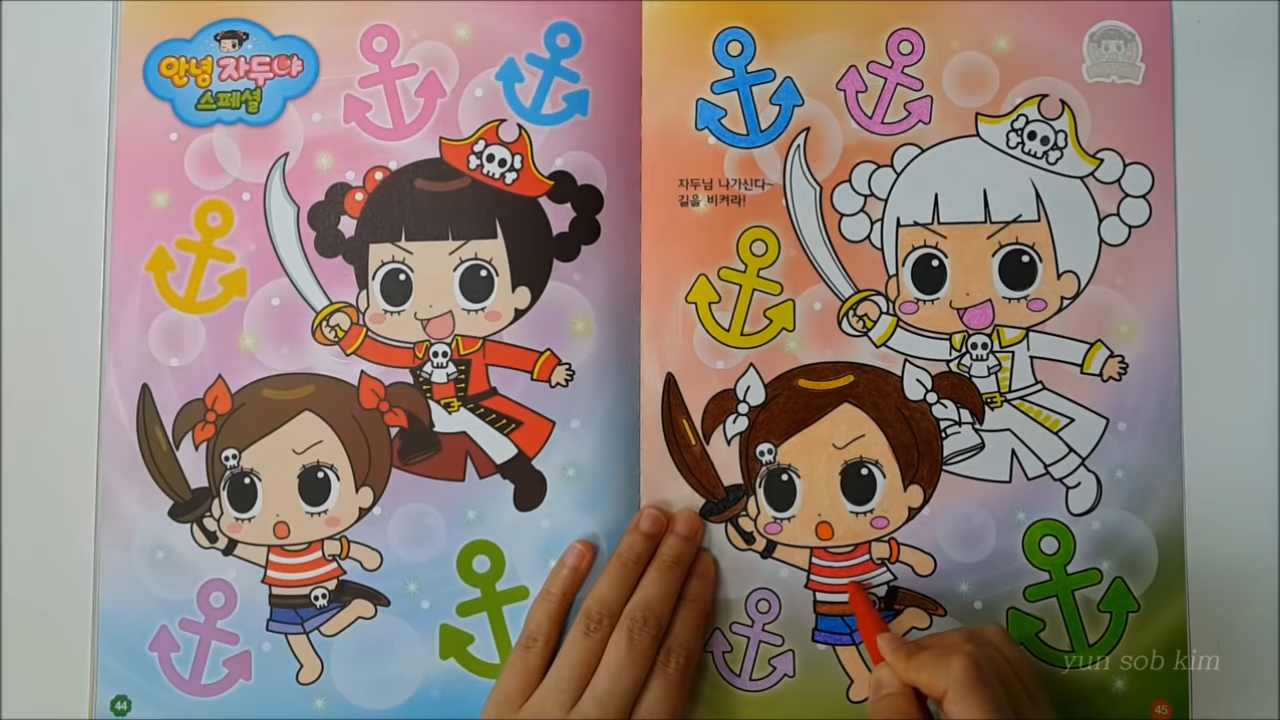 안녕 자두야
스페셜
자두님 나가신다~
길을 비켜라!
44
45
yun sob kim